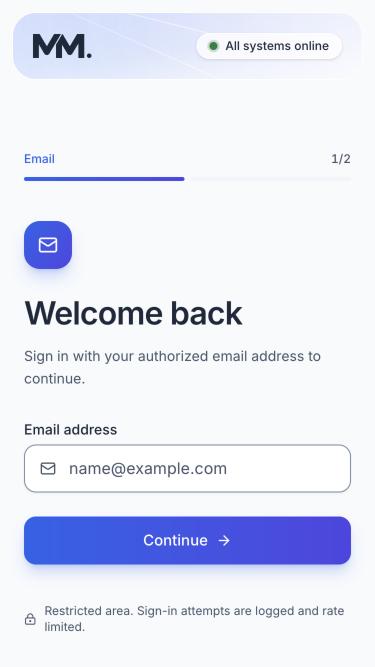 MM.
All systems online
Email
1/2
Welcome back
Sign in with your authorized email address to
continue.
Email address
name@example.com
Continue
Restricted area. Sign-in attempts are logged and rate
limited.